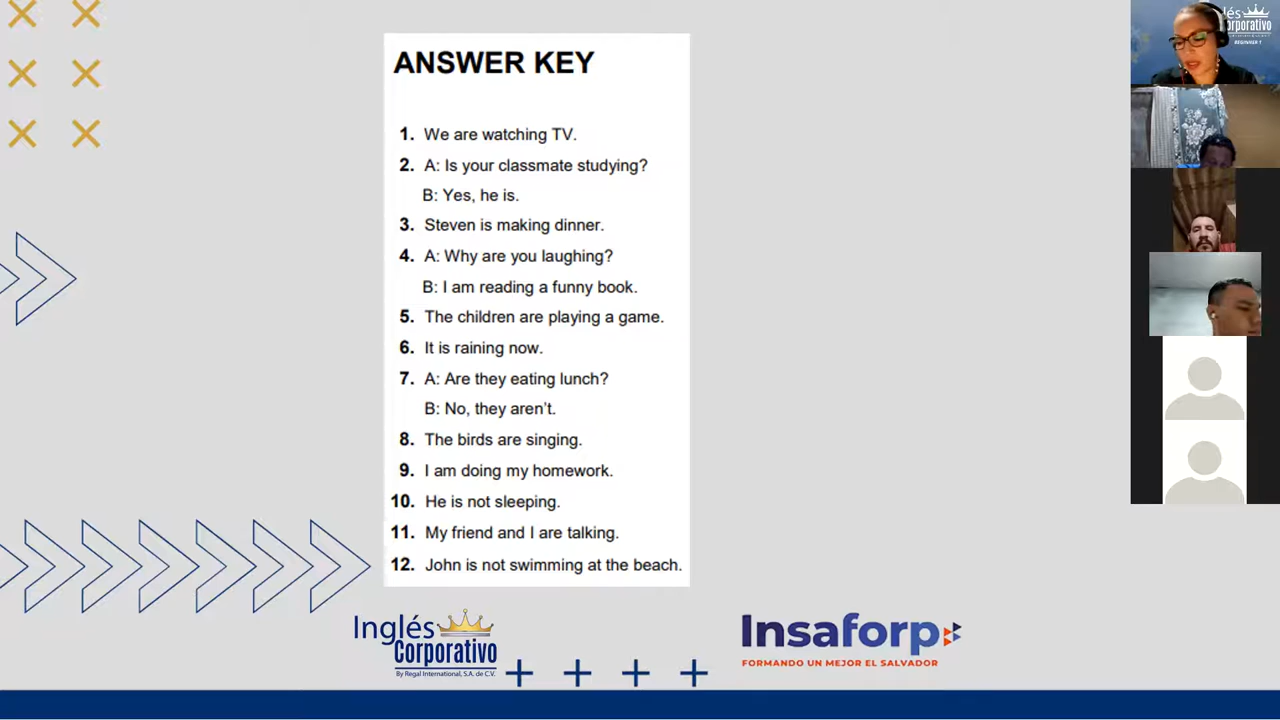 ANSWER KEY
1. We are watching TV.
2. A: Is your classmate studying?
B: Yes, he is.
3. Steven is making dinner.
4. A: Why are you laughing?
B: I am reading a funny book.
5. The children are playing a game.
6. It is raining now.
7. A: Are they eating lunch?
B: No, they aren't.
8. The birds are singing.
9. I am doing my homework.
10. He is not sleeping.
11. My friend and I are talking.
12. John is not swimming at the beach.
Inglés
Corporativo
By Regal International, S.A. de C.V.
Insaforp
FORMANDO UN MEJOR EL SALVADOR
lés
orporativo
BEGINNER 1